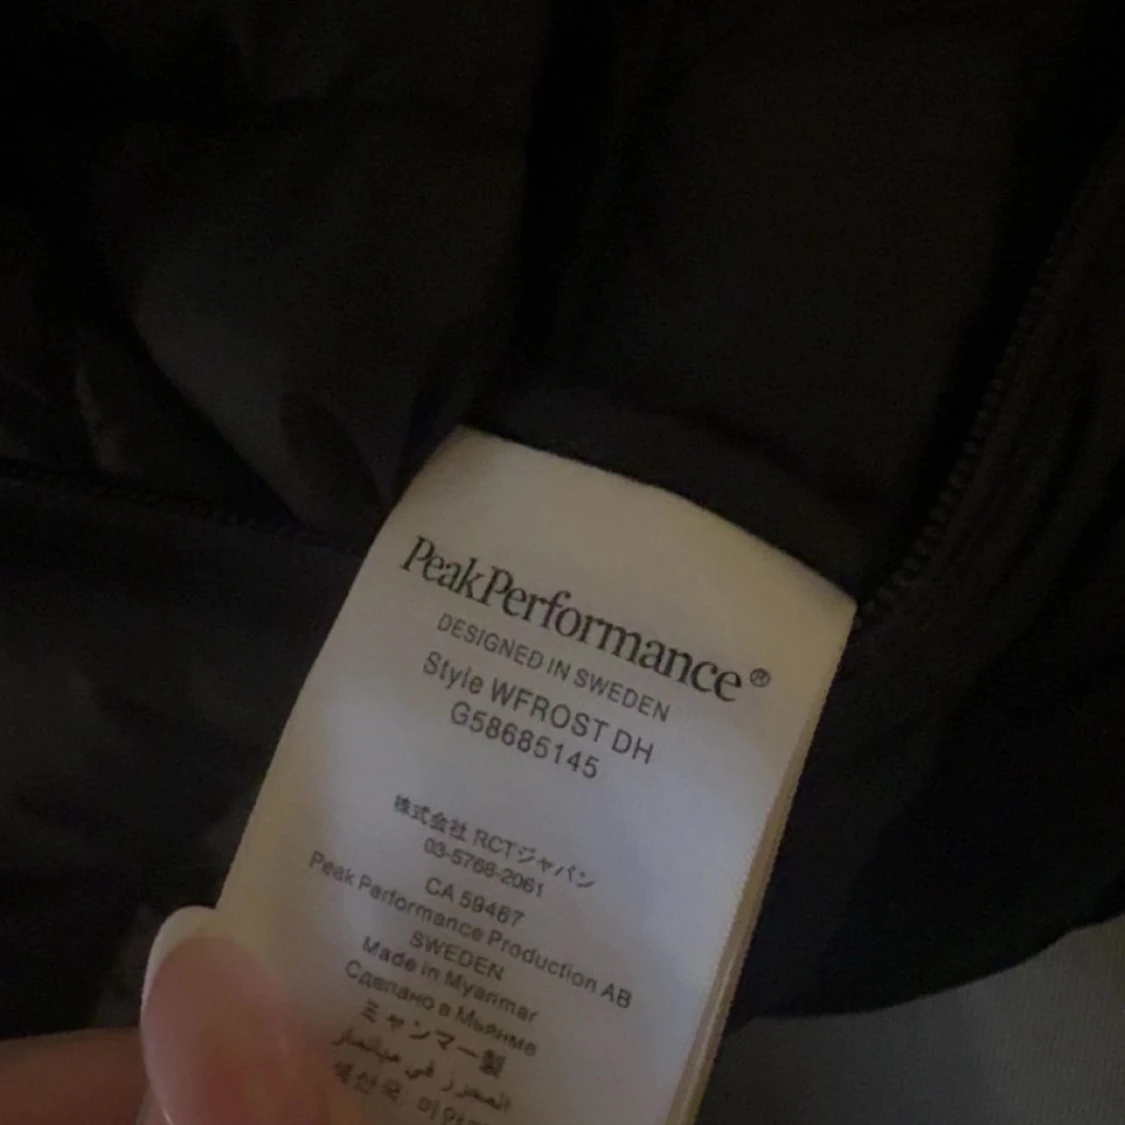 PeakPerformance®
DESIGNED IN SWEDEN
Style WFROST DH
G58685145
株式会社 RCTジャパン
03-5768-2061
CA 59467
Peak Performance Production AB
SWEDEN
Made in Myanmar
Сделано в Мьянме
ミャンマー製
في ميانمار